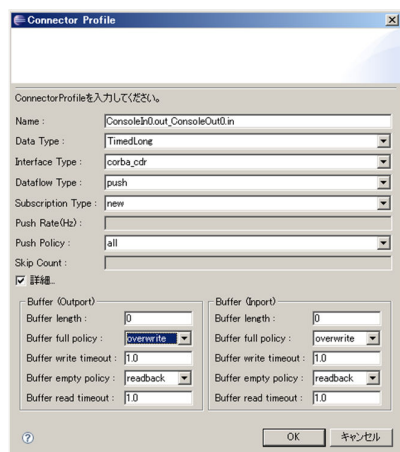 Connector Profile
ConnectorProfileを入力してください。
Name : ConsoleIn0.out_ConsoleOut0.in
Data Type : TimedLong
Interface Type : corba_cdr
Dataflow Type : push
Subscription Type : new
Push Rate(Hz) :
Push Policy : all
Skip Count :
詳細...
Buffer (Outport)
Buffer length : 0
Buffer full policy : overwrite
Buffer write timeout : 1.0
Buffer empty policy : readback
Buffer read timeout : 1.0
Buffer (Inport)
Buffer length : 0
Buffer full policy : overwrite
Buffer write timeout : 1.0
Buffer empty policy : readback
Buffer read timeout : 1.0
?
OK
キャンセル